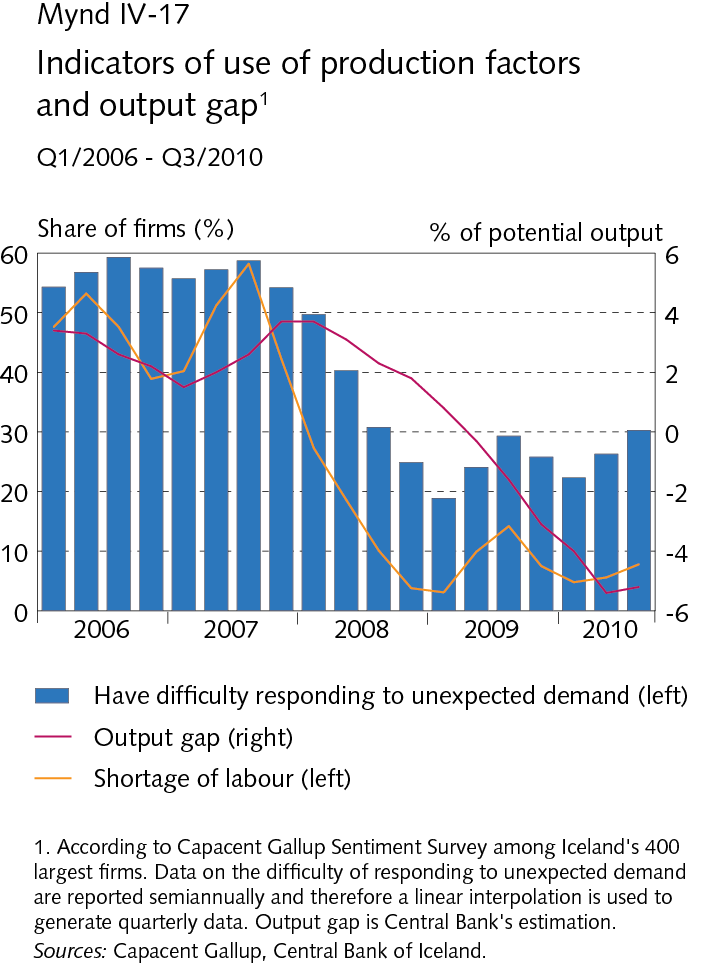 Mynd IV-17
Indicators of use of production factors
and output gap¹
Q1/2006 - Q3/2010
Share of firms (%)
% of potential output
60
50
40
30
20
10
0
6
4
2
0
-2
-4
-6
2006
2007
2008
2009
2010
Have difficulty responding to unexpected demand (left)
Output gap (right)
Shortage of labour (left)
1. According to Capacent Gallup Sentiment Survey among Iceland's 400
largest firms. Data on the difficulty of responding to unexpected demand
are reported semiannually and therefore a linear interpolation is used to
generate quarterly data. Output gap is Central Bank's estimation.
Sources: Capacent Gallup, Central Bank of Iceland.